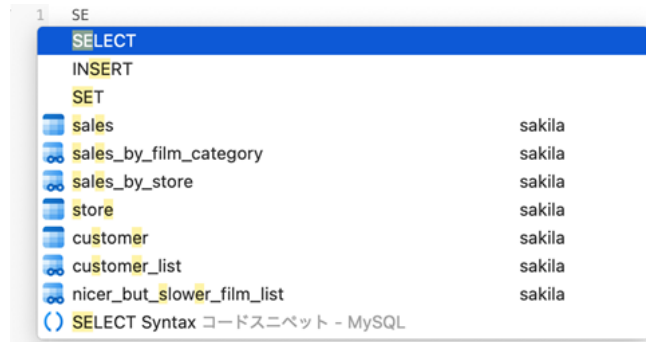 1 SE
SELECT
INSERT
SET
sales sakila
sales_by_film_category sakila
sales_by_store sakila
store sakila
customer sakila
customer_list sakila
nicer_but_slower_film_list sakila
SELECT Syntax コードスニペット - MySQL